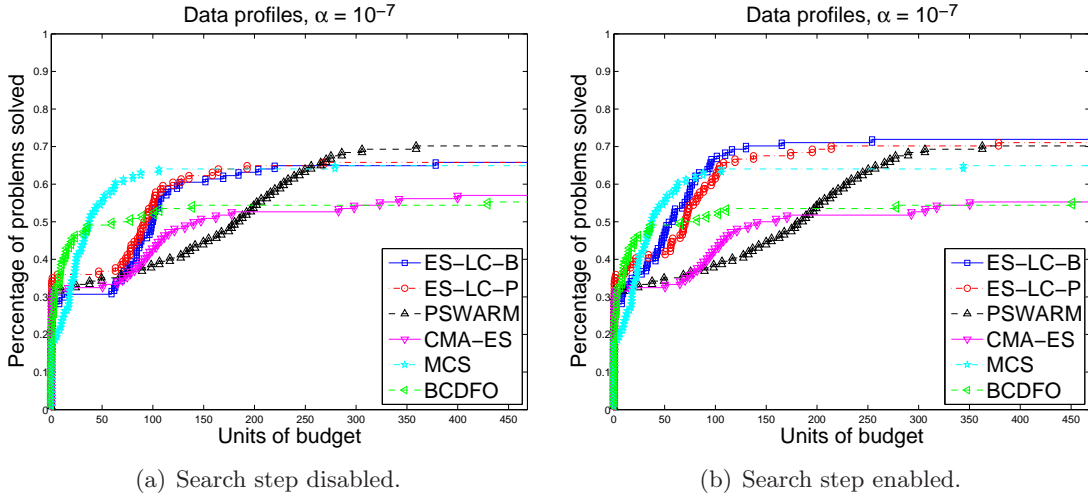 Data profiles, α = 10⁻⁷
Percentage of problems solved
1
0.9
0.8
0.7
0.6
0.5
0.4
0.3
0.2
0.1
0
0 50 100 150 200 250 300 350 400 450
Units of budget
ES−LC−B
ES−LC−P
PSWARM
CMA−ES
MCS
BCDFO
(a) Search step disabled.
Data profiles, α = 10⁻⁷
Percentage of problems solved
1
0.9
0.8
0.7
0.6
0.5
0.4
0.3
0.2
0.1
0
0 50 100 150 200 250 300 350 400 450
Units of budget
ES−LC−B
ES−LC−P
PSWARM
CMA−ES
MCS
BCDFO
(b) Search step enabled.